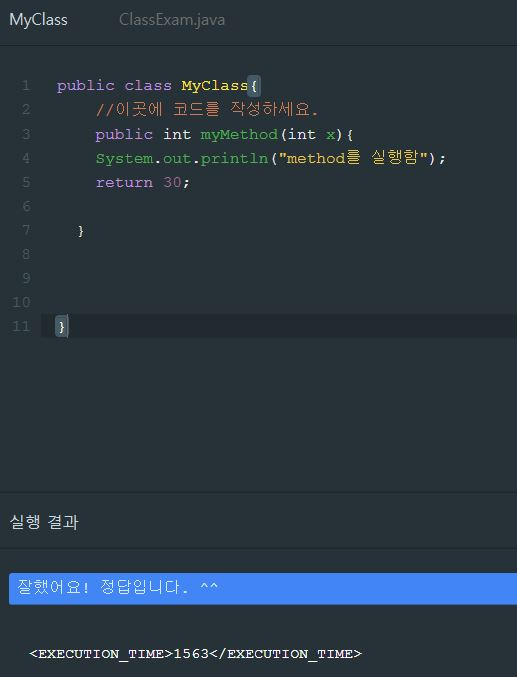 MyClass ClassExam.java
1 public class MyClass{
2 //이곳에 코드를 작성하세요.
3 public int myMethod(int x){
4 System.out.println("method를 실행함");
5 return 30;
6
7 }
8
9
10
11 }
실행 결과
잘했어요! 정답입니다. ^^
<EXECUTION_TIME>1563</EXECUTION_TIME>